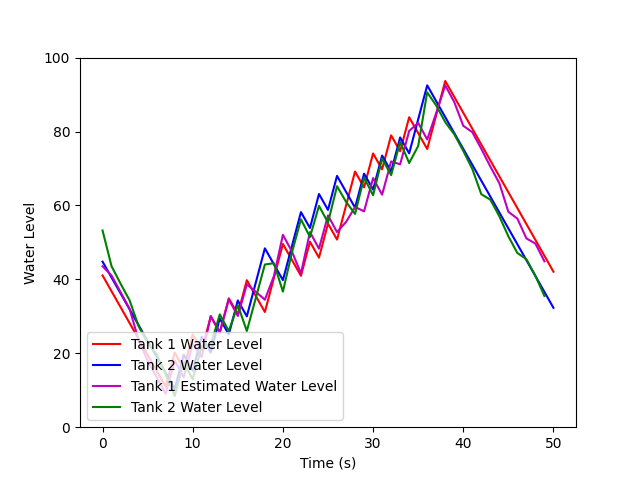 100
80
60
40
20
0
Water Level
Tank 1 Water Level
Tank 2 Water Level
Tank 1 Estimated Water Level
Tank 2 Water Level
0 10 20 30 40 50
Time (s)